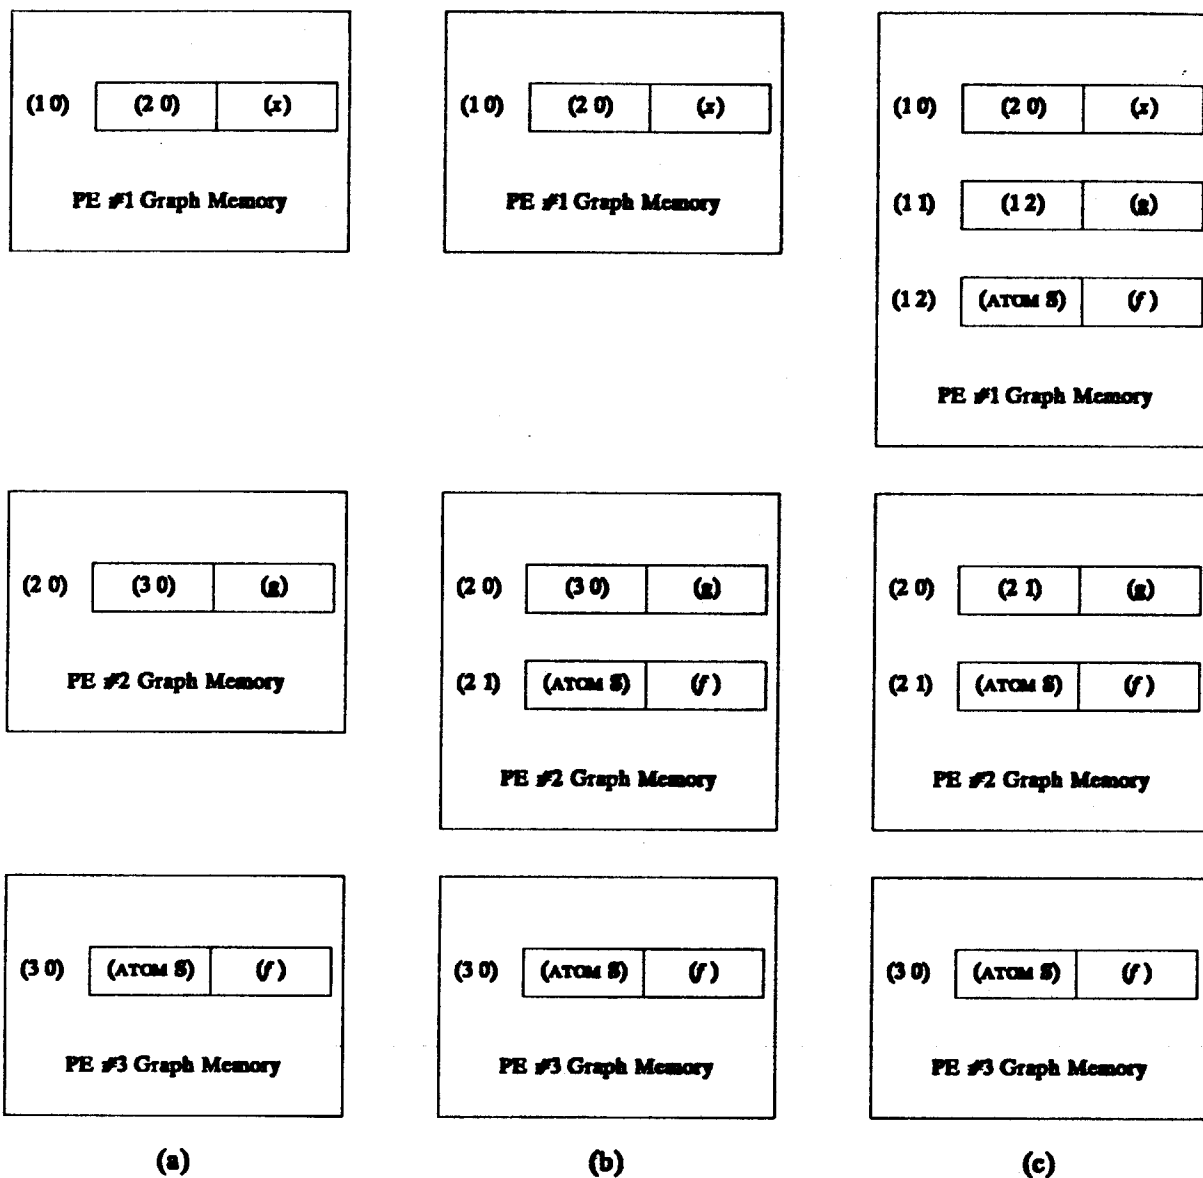 (1 0) (2 0) (x)
PE #1 Graph Memory
(2 0) (3 0) (g)
PE #2 Graph Memory
(3 0) (ATOM S) (f)
PE #3 Graph Memory
(a)
(1 0) (2 0) (x)
PE #1 Graph Memory
(2 0) (3 0) (g)
(2 1) (ATOM S) (f)
PE #2 Graph Memory
(3 0) (ATOM S) (f)
PE #3 Graph Memory
(b)
(1 0) (2 0) (x)
(1 1) (1 2) (g)
(1 2) (ATOM S) (f)
PE #1 Graph Memory
(2 0) (2 1) (g)
(2 1) (ATOM S) (f)
PE #2 Graph Memory
(3 0) (ATOM S) (f)
PE #3 Graph Memory
(c)